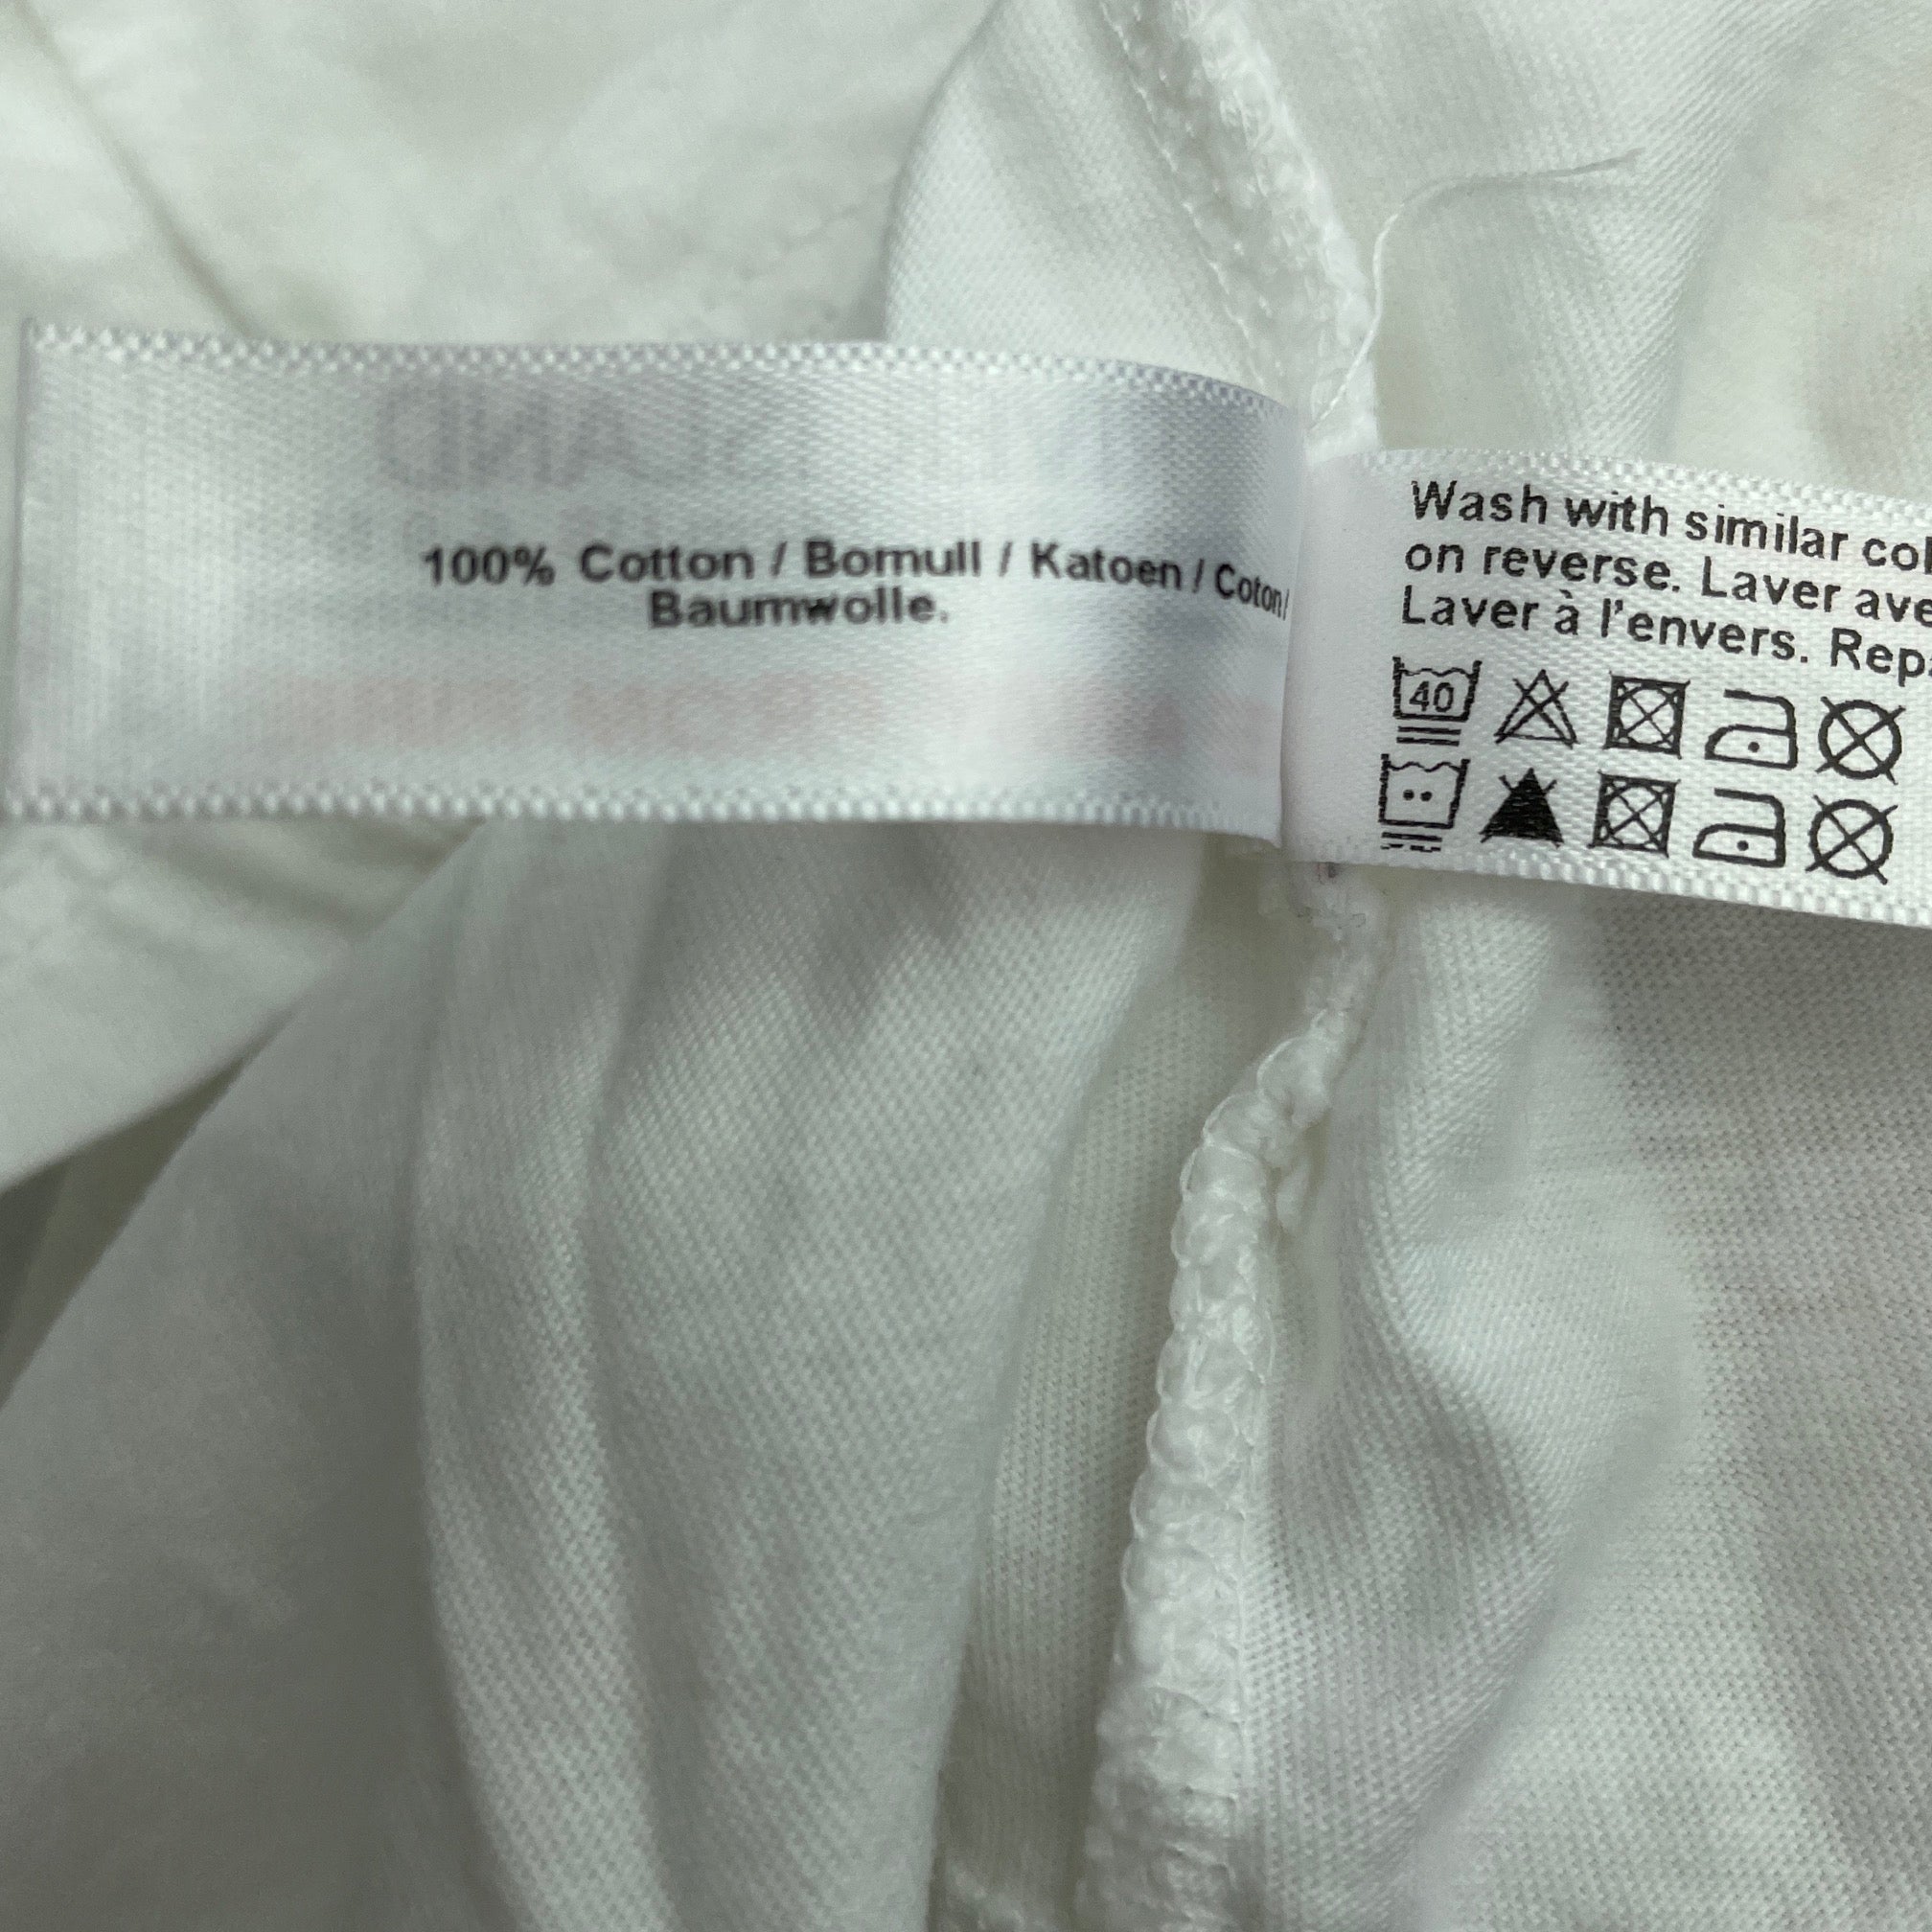 100% Cotton / Bomull / Katoen / Coton /
Baumwolle.
Wash with similar col
on reverse. Laver ave
Laver à l'envers. Rep
40